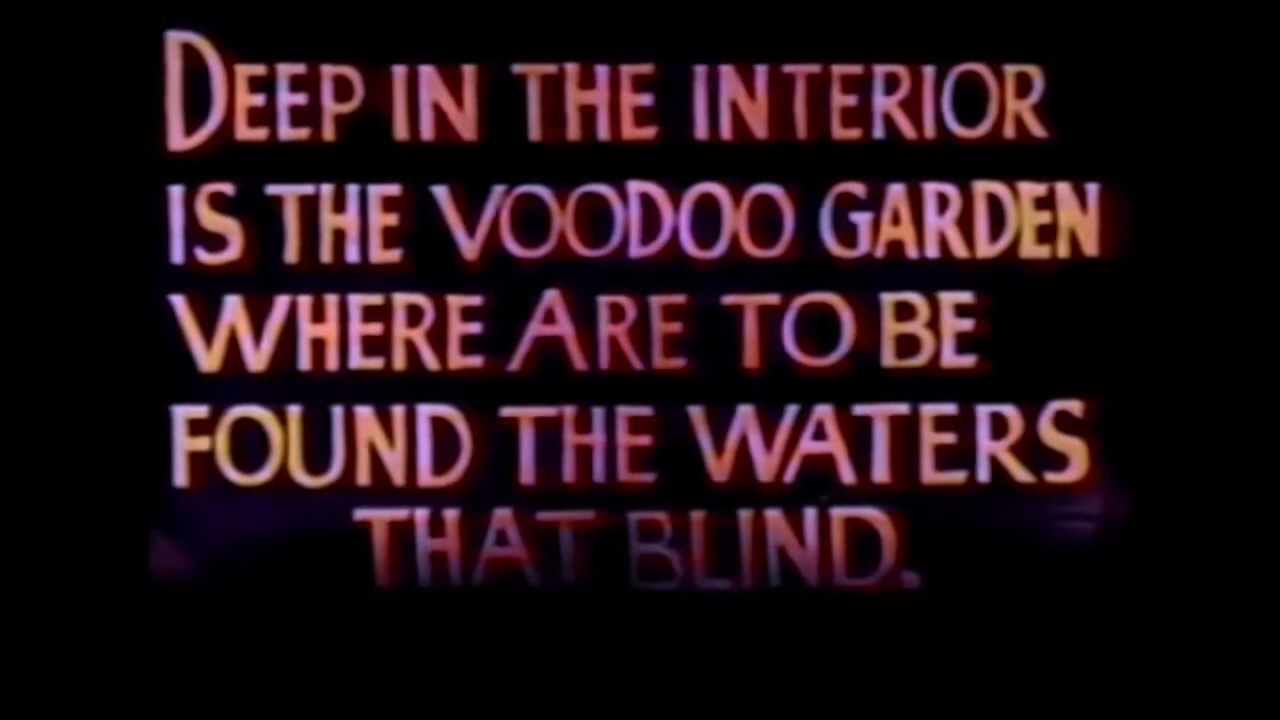 DEEP IN THE INTERIOR
IS THE VOODOO GARDEN
WHERE ARE TO BE
FOUND THE WATERS
THAT BLIND.